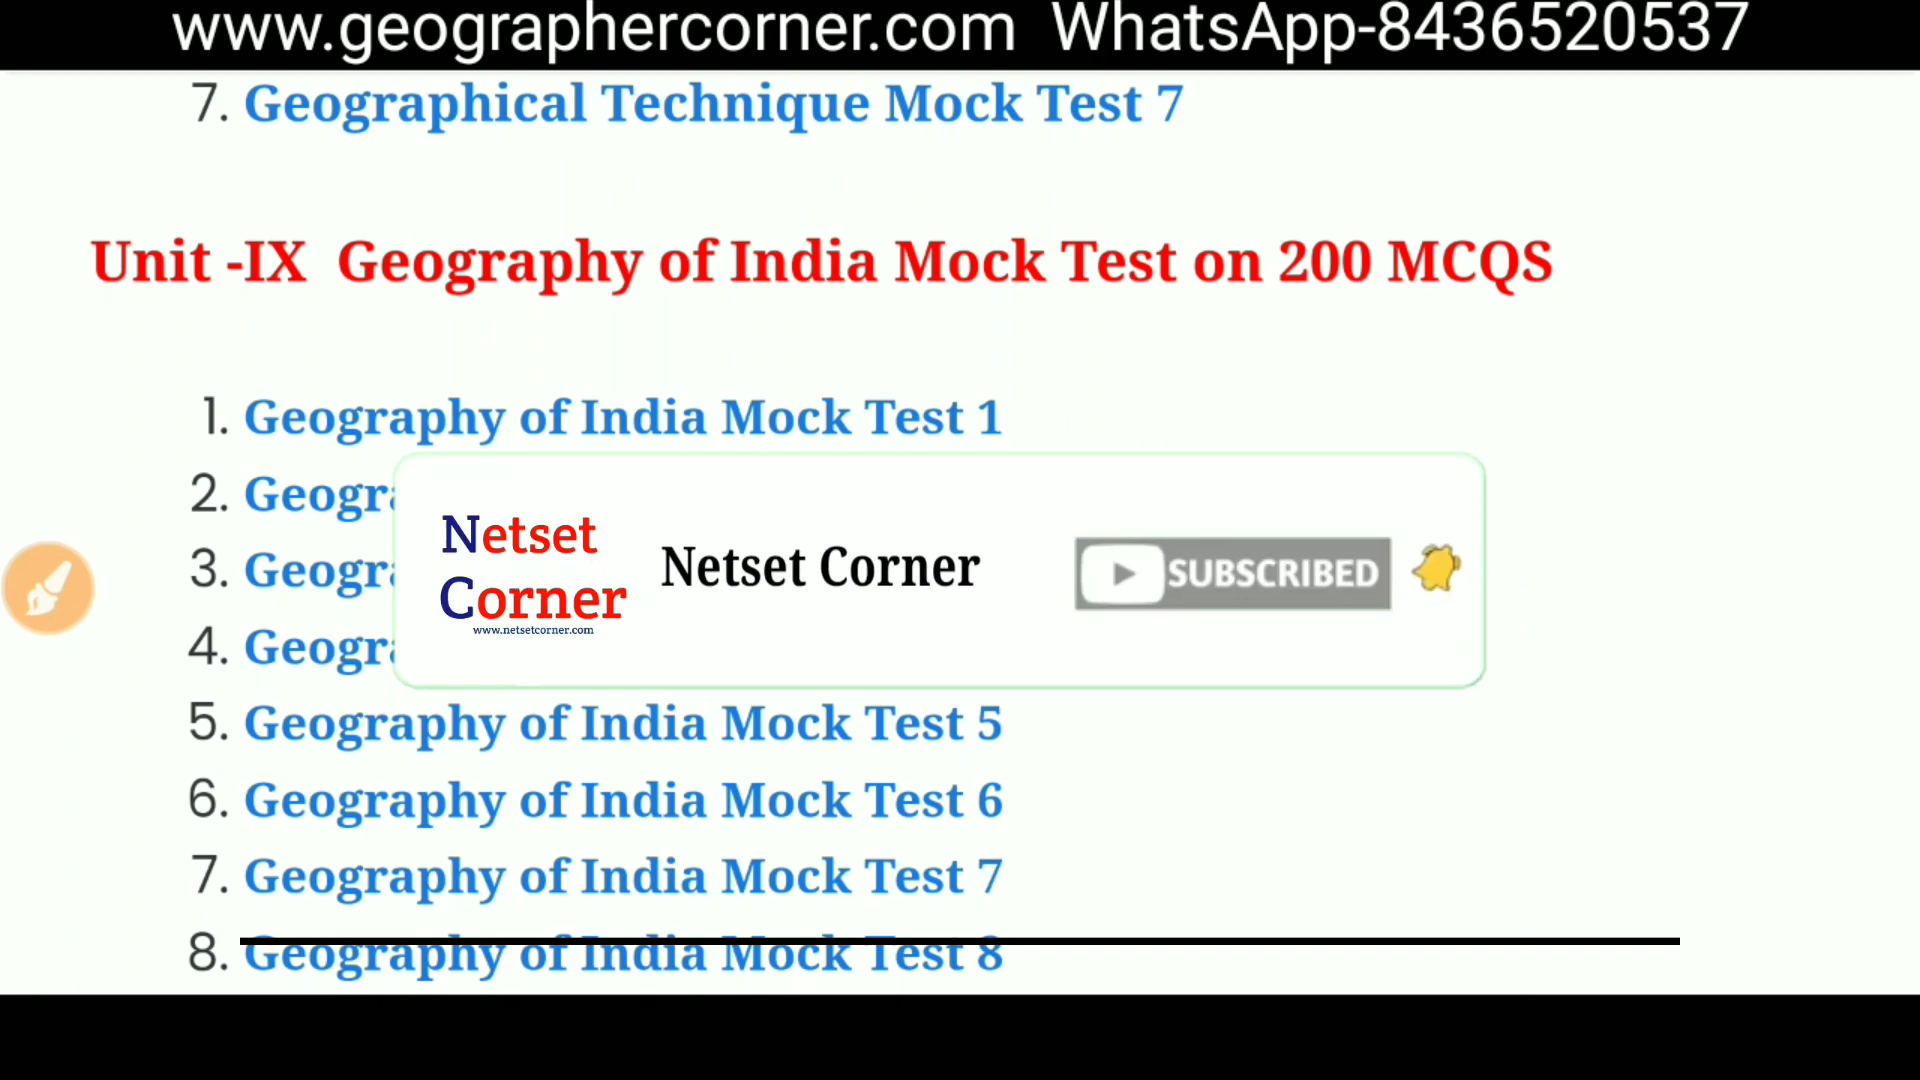 www.geographercorner.com WhatsApp-8436520537
7. Geographical Technique Mock Test 7
Unit -IX Geography of India Mock Test on 200 MCQS
1. Geography of India Mock Test 1
2.
3.
4.
Netset
Corner
www.netsetcorner.com
Netset Corner
SUBSCRIBED
5. Geography of India Mock Test 5
6. Geography of India Mock Test 6
7. Geography of India Mock Test 7
8. Geography of India Mock Test 8